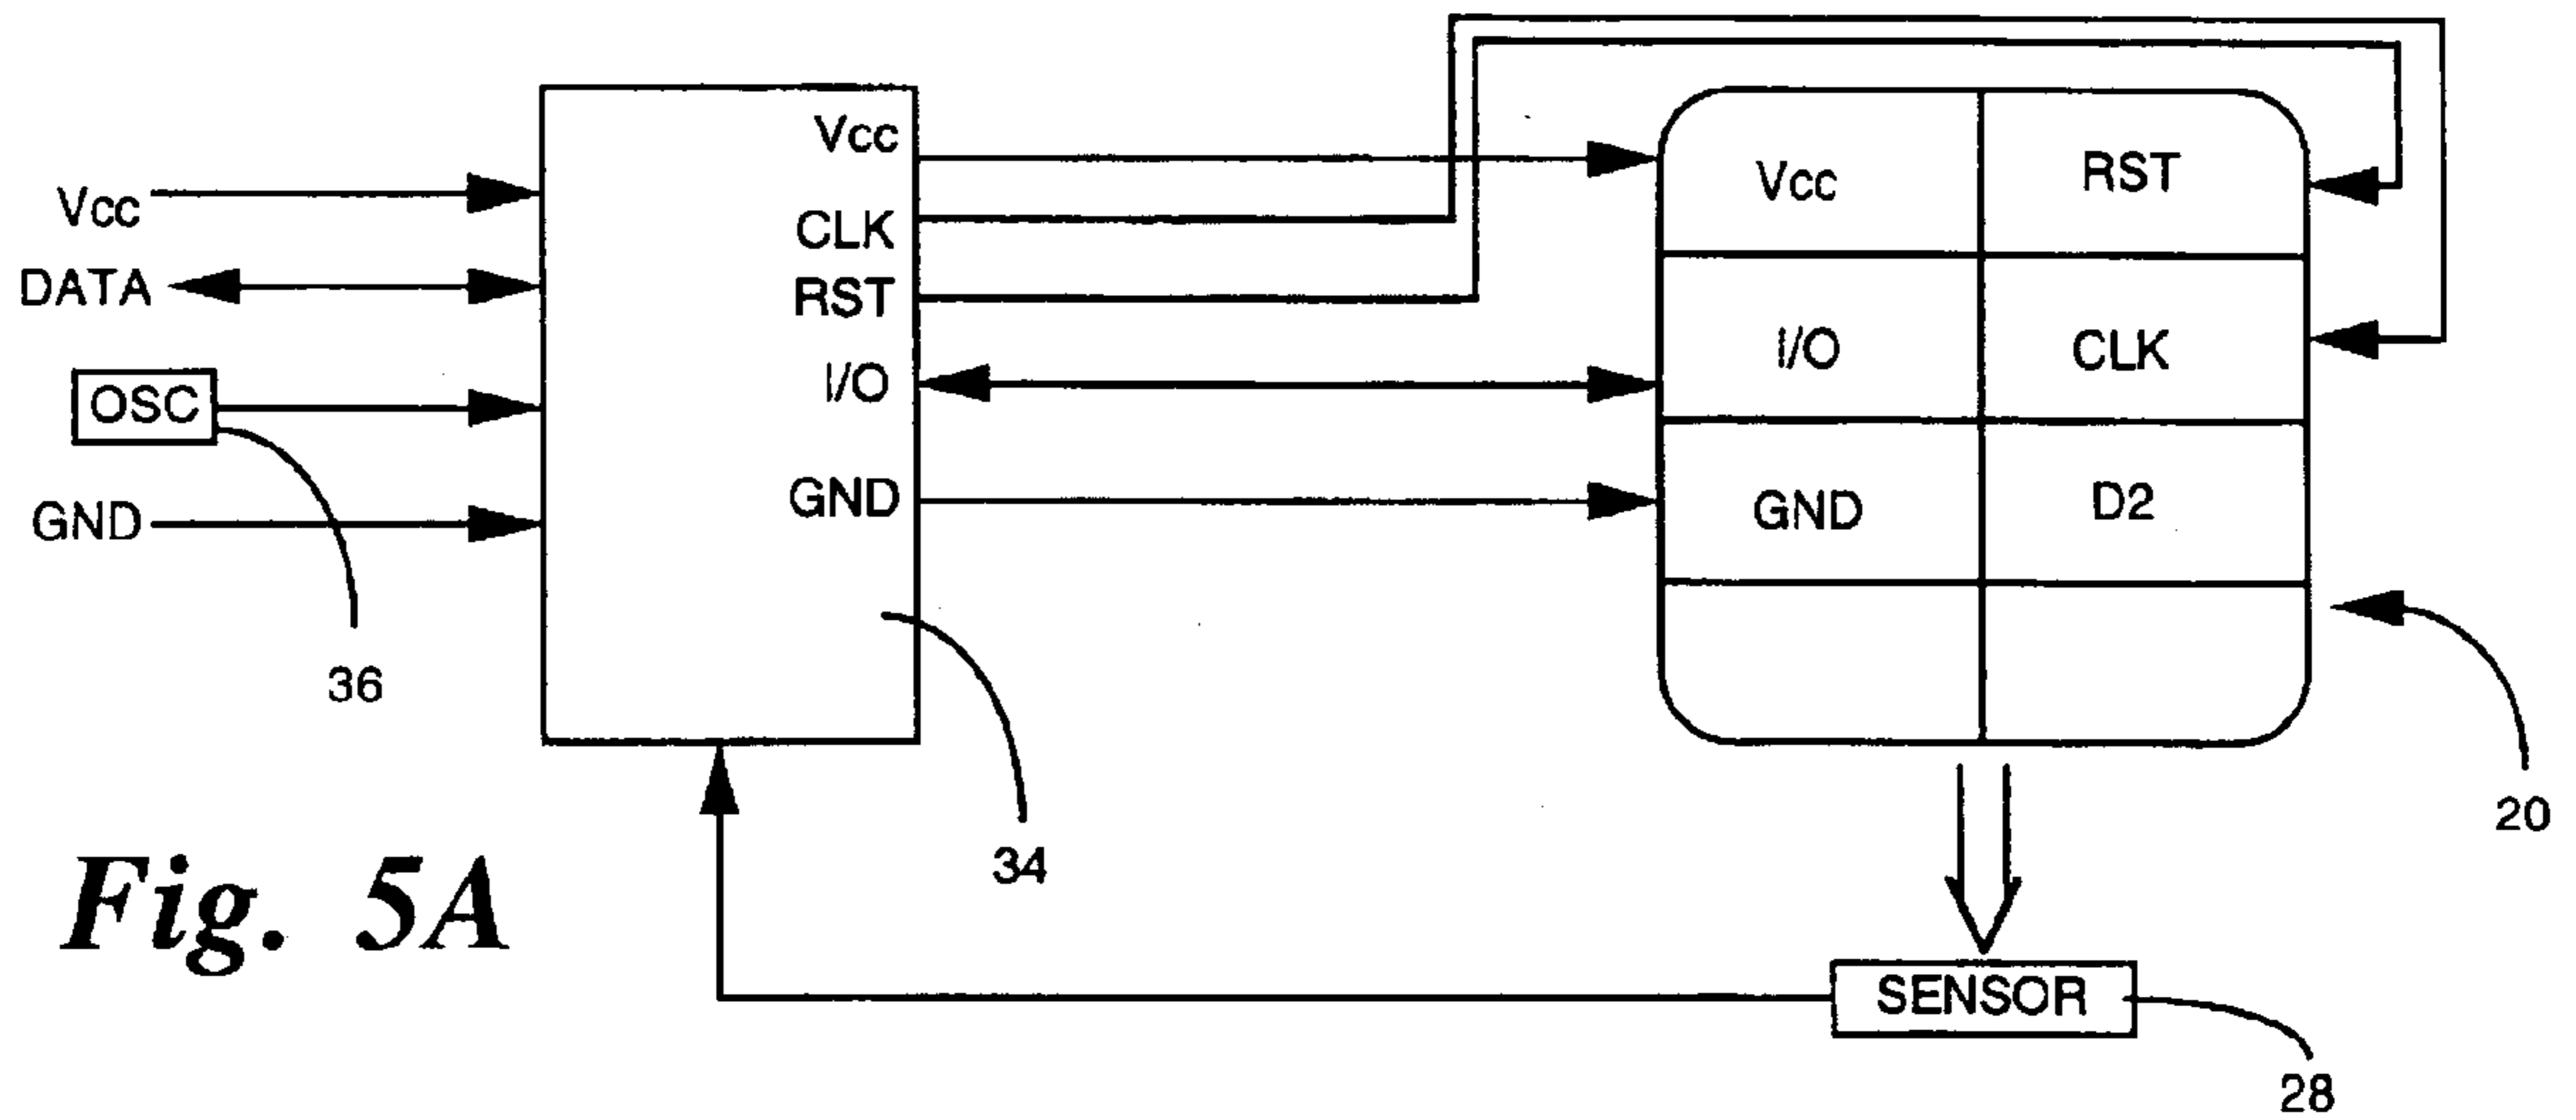 Vcc
DATA
OSC
GND
36
Vcc
CLK
RST
I/O
GND
34
Vcc
RST
I/O
CLK
GND
D2
20
SENSOR
28
Fig. 5A